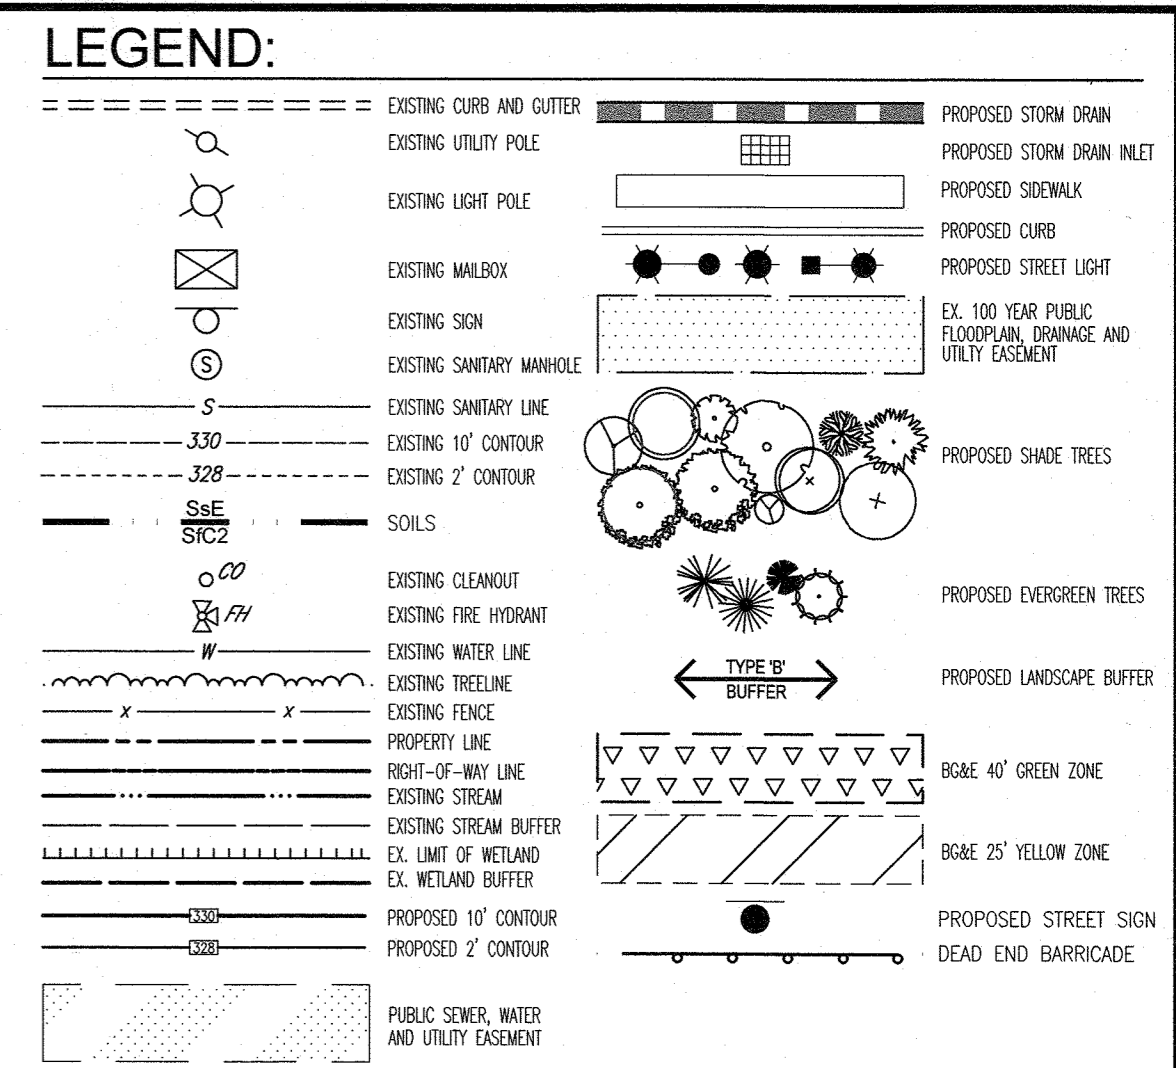 LEGEND:
EXISTING CURB AND GUTTER
EXISTING UTILITY POLE
EXISTING LIGHT POLE
EXISTING MAILBOX
EXISTING SIGN
S
EXISTING SANITARY MANHOLE
S
EXISTING SANITARY LINE
330
EXISTING 10' CONTOUR
328
EXISTING 2' CONTOUR
SsE
SfC2
SOILS
CO
EXISTING CLEANOUT
FH
EXISTING FIRE HYDRANT
W
EXISTING WATER LINE
EXISTING TREELINE
x x
EXISTING FENCE
PROPERTY LINE
RIGHT-OF-WAY LINE
EXISTING STREAM
EXISTING STREAM BUFFER
EX. LIMIT OF WETLAND
EX. WETLAND BUFFER
330
PROPOSED 10' CONTOUR
328
PROPOSED 2' CONTOUR
PUBLIC SEWER, WATER
AND UTILITY EASEMENT
PROPOSED STORM DRAIN
PROPOSED STORM DRAIN INLET
PROPOSED SIDEWALK
PROPOSED CURB
PROPOSED STREET LIGHT
EX. 100 YEAR PUBLIC
FLOODPLAIN, DRAINAGE AND
UTILTY EASEMENT
PROPOSED SHADE TREES
PROPOSED EVERGREEN TREES
TYPE 'B'
BUFFER
PROPOSED LANDSCAPE BUFFER
BG&E 40' GREEN ZONE
BG&E 25' YELLOW ZONE
PROPOSED STREET SIGN
DEAD END BARRICADE